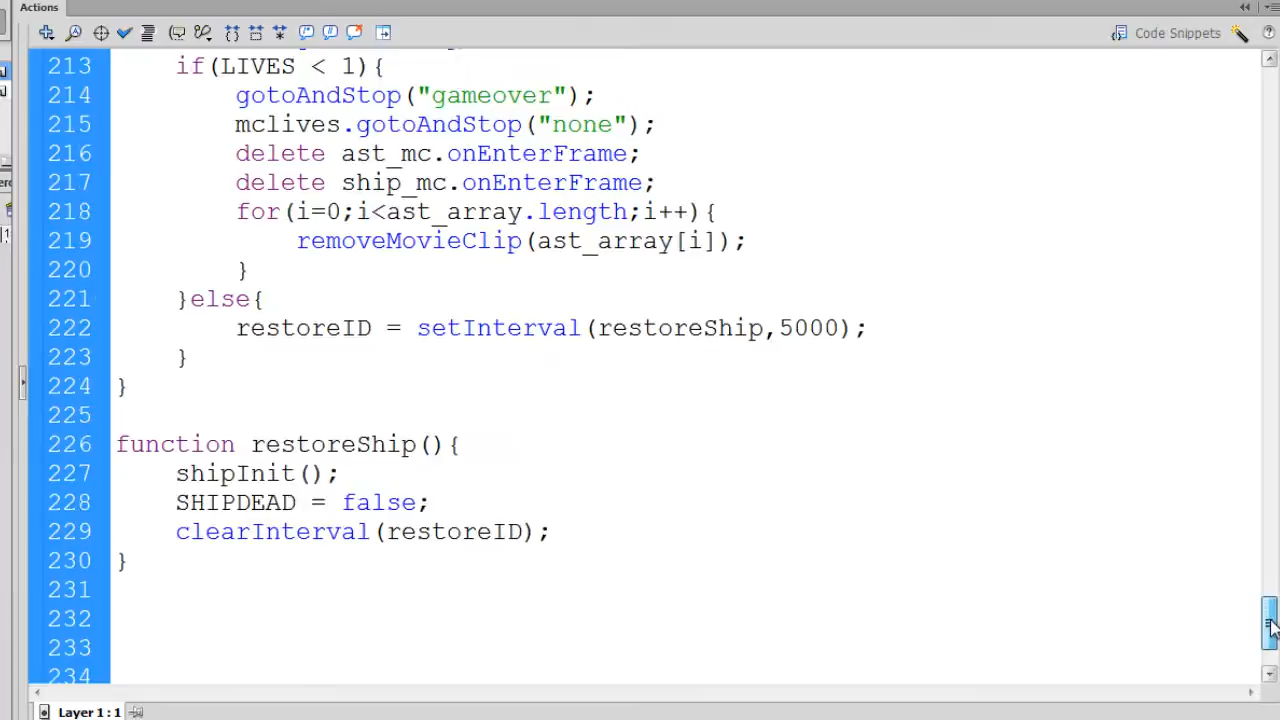 Actions
Code Snippets
213 if(LIVES < 1){
214 gotoAndStop("gameover");
215 mclives.gotoAndStop("none");
216 delete ast_mc.onEnterFrame;
217 delete ship_mc.onEnterFrame;
218 for(i=0;i<ast_array.length;i++){
219 removeMovieClip(ast_array[i]);
220 }
221 }else{
222 restoreID = setInterval(restoreShip,5000);
223 }
224 }
225
226 function restoreShip(){
227 shipInit();
228 SHIPDEAD = false;
229 clearInterval(restoreID);
230 }
231
232
233
234
Layer 1 : 1